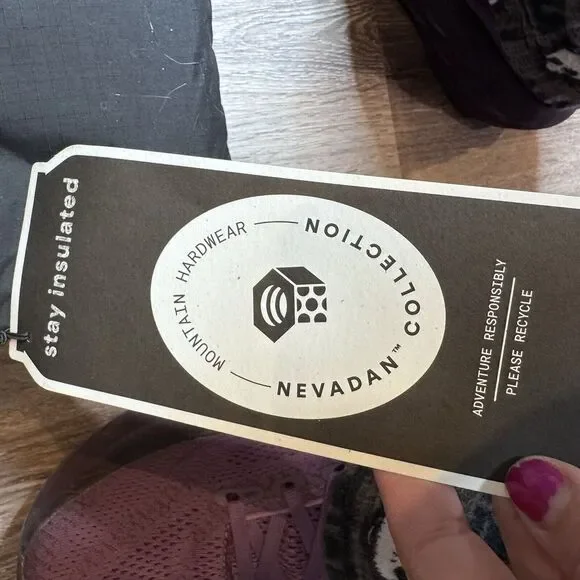 stay insulated
MOUNTAIN HARDWEAR
NEVADAN™ COLLECTION
ADVENTURE RESPONSIBLY
PLEASE RECYCLE